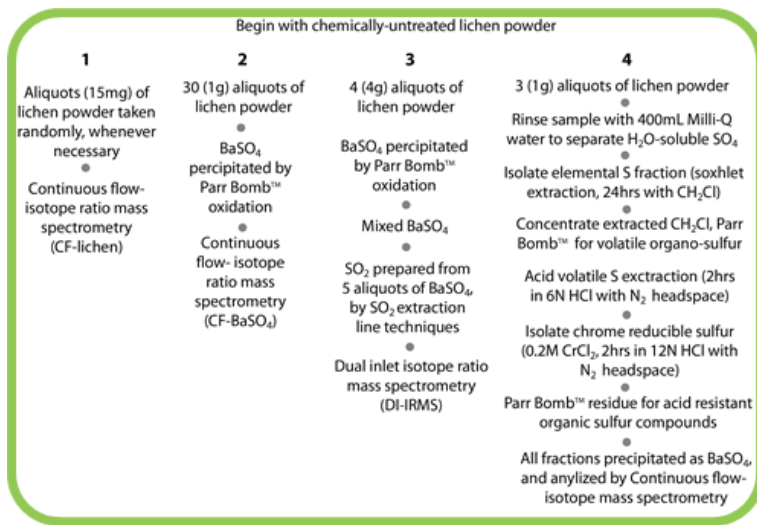 Begin with chemically-untreated lichen powder
1
Aliquots (15mg) of
lichen powder taken
randomly, whenever
necessary
Continuous flow-
isotope ratio mass
spectrometry
(CF-lichen)
2
30 (1g) aliquots of
lichen powder
BaSO₄
percipitated by
Parr Bomb™
oxidation
Continuous
flow- isotope
ratio mass
spectrometry
(CF-BaSO₄)
3
4 (4g) aliquots of
lichen powder
BaSO₄ percipitated
by Parr Bomb™
oxidation
Mixed BaSO₄
SO₂ prepared from
5 aliquots of BaSO₄,
by SO₂ extraction
line techniques
Dual inlet isotope ratio
mass spectrometry
(DI-IRMS)
4
3 (1g) aliquots of lichen powder
Rinse sample with 400mL Milli-Q
water to separate H₂O-soluble SO₄
Isolate elemental S fraction (soxhlet
extraction, 24hrs with CH₂Cl)
Concentrate extracted CH₂Cl, Parr
Bomb™ for volatile organo-sulfur
Acid volatile S exctraction (2hrs
in 6N HCl with N₂ headspace)
Isolate chrome reducible sulfur
(0.2M CrCl₂, 2hrs in 12N HCl with
N₂ headspace)
Parr Bomb™ residue for acid resistant
organic sulfur compounds
All fractions precipitated as BaSO₄,
and anylized by Continuous flow-
isotope mass spectrometry